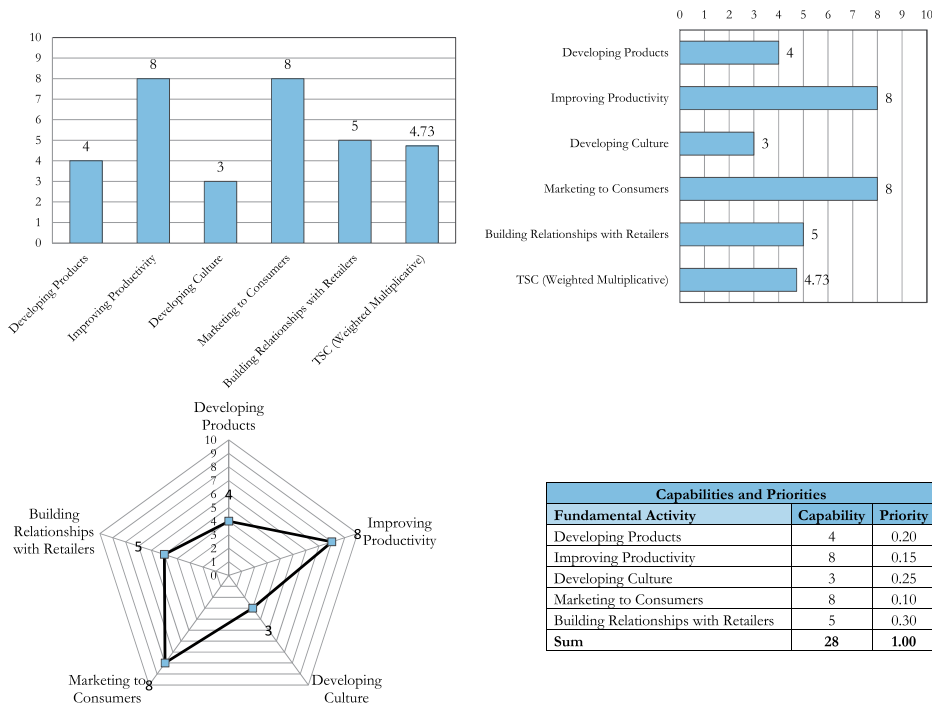 10
9
8
7
6
5
4
3
2
1
0
4
8
3
8
5
4.73
Developing Products
Improving Productivity
Developing Culture
Marketing to Consumers
Building Relationships with Retailers
TSC (Weighted Multiplicative)
0 1 2 3 4 5 6 7 8 9 10
Developing Products 4
Improving Productivity 8
Developing Culture 3
Marketing to Consumers 8
Building Relationships with Retailers 5
TSC (Weighted Multiplicative) 4.73
Developing
Products
10
9
8
7
6
5
4
3
2
1
0
4
Improving
Productivity
8
Developing
Culture
3
Marketing to
Consumers
8
Building
Relationships
with Retailers
5
Capabilities and Priorities
Fundamental Activity Capability Priority
Developing Products 4 0.20
Improving Productivity 8 0.15
Developing Culture 3 0.25
Marketing to Consumers 8 0.10
Building Relationships with Retailers 5 0.30
Sum 28 1.00